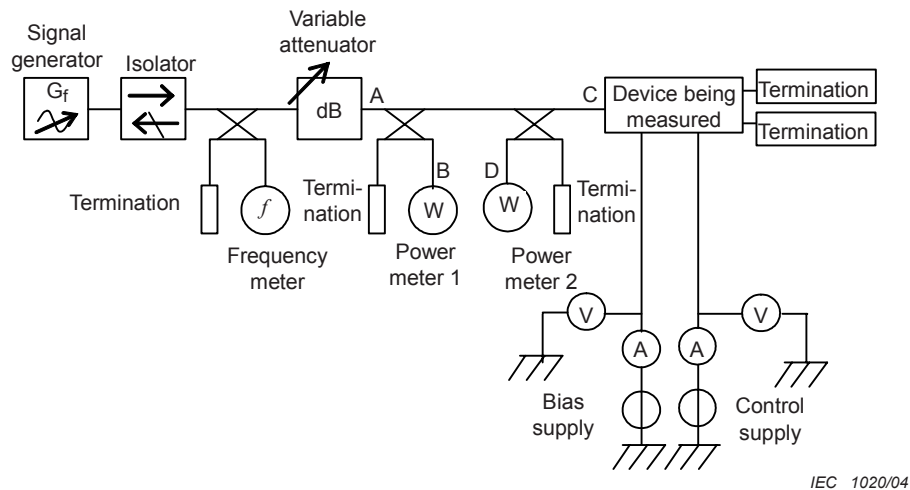 Signal
generator
Gf
Isolator
Variable
attenuator
dB
A
C
Device being
measured
Termination
Termination
Termination
f
Frequency
meter
Termi-
nation
B
W
Power
meter 1
D
W
Power
meter 2
Termi-
nation
V
A
A
V
Bias
supply
Control
supply
IEC 1020/04